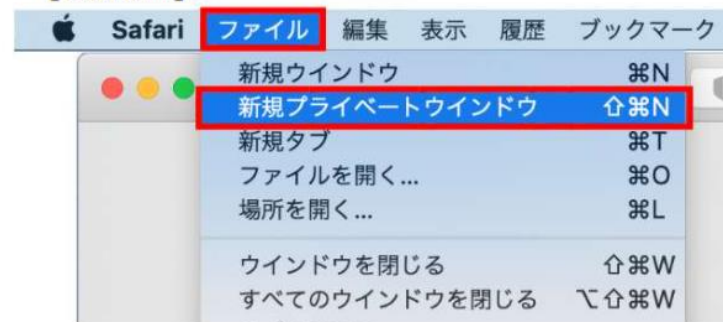 Safari ファイル 編集 表示 履歴 ブックマーク
新規ウインドウ ⌘N
新規プライベートウインドウ ⇧⌘N
新規タブ ⌘T
ファイルを開く... ⌘O
場所を開く... ⌘L
ウインドウを閉じる ⇧⌘W
すべてのウインドウを閉じる ⌥⇧⌘W